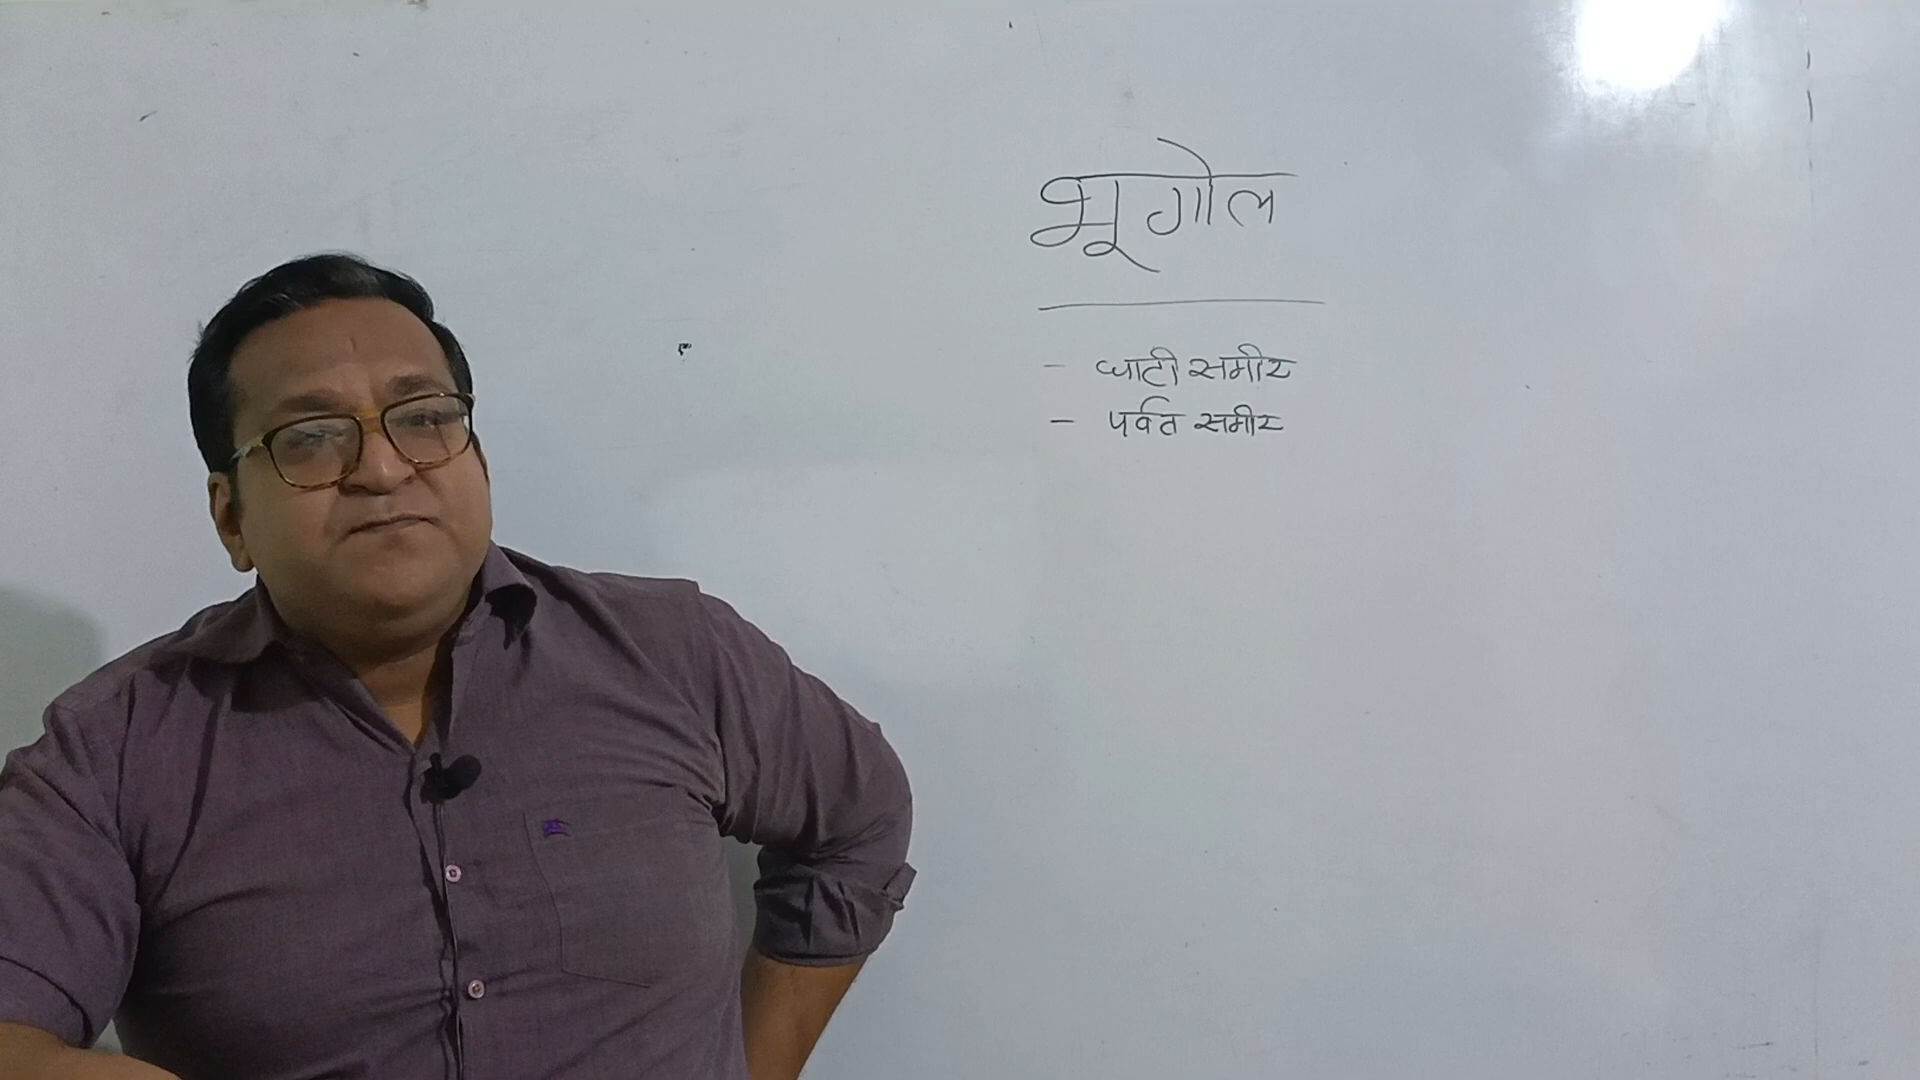 भूगोल
- घाटी समीर
- पर्वत समीर